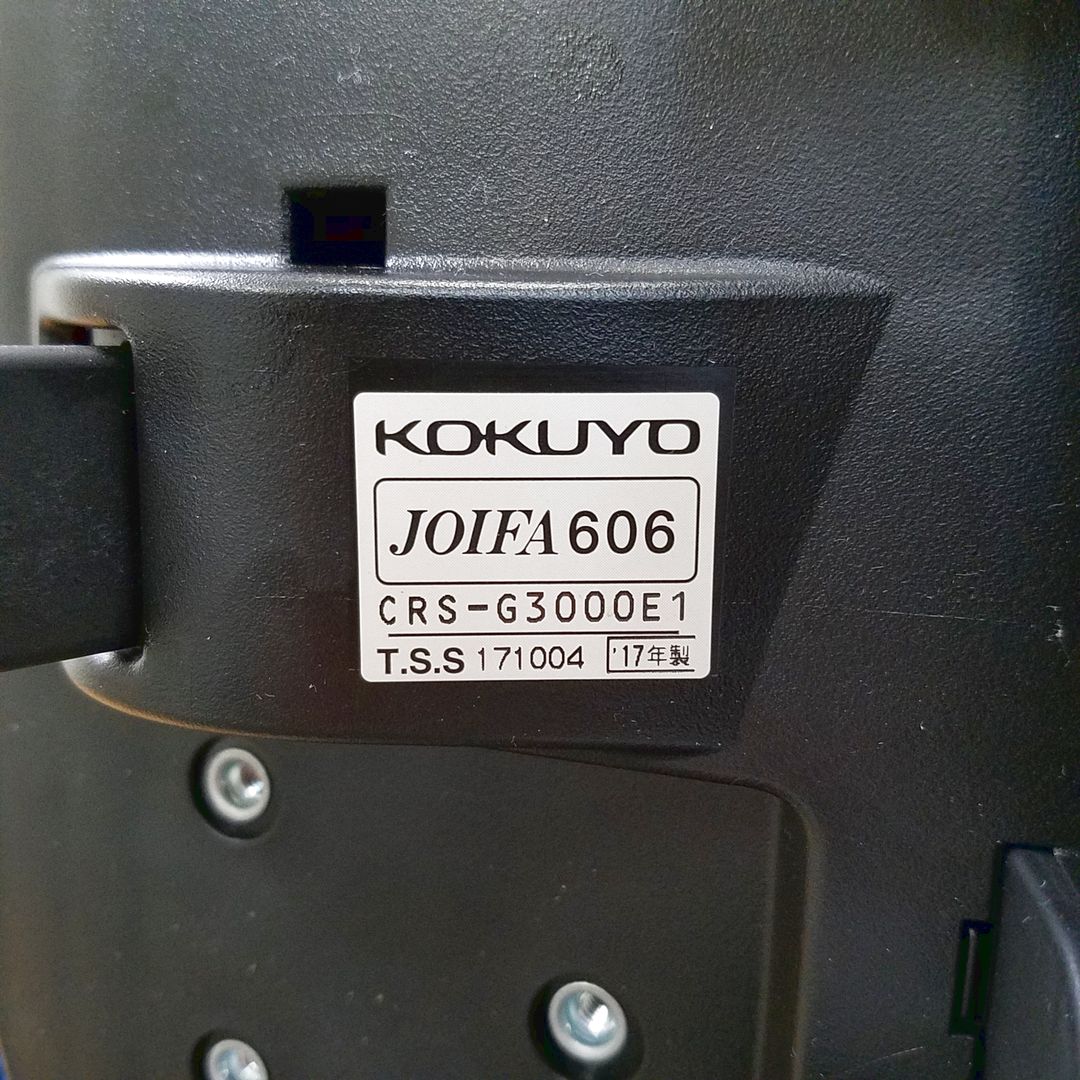 KOKUYO
JOIFA 606
CRS-G3000E1
T.S.S 171004 '17年製